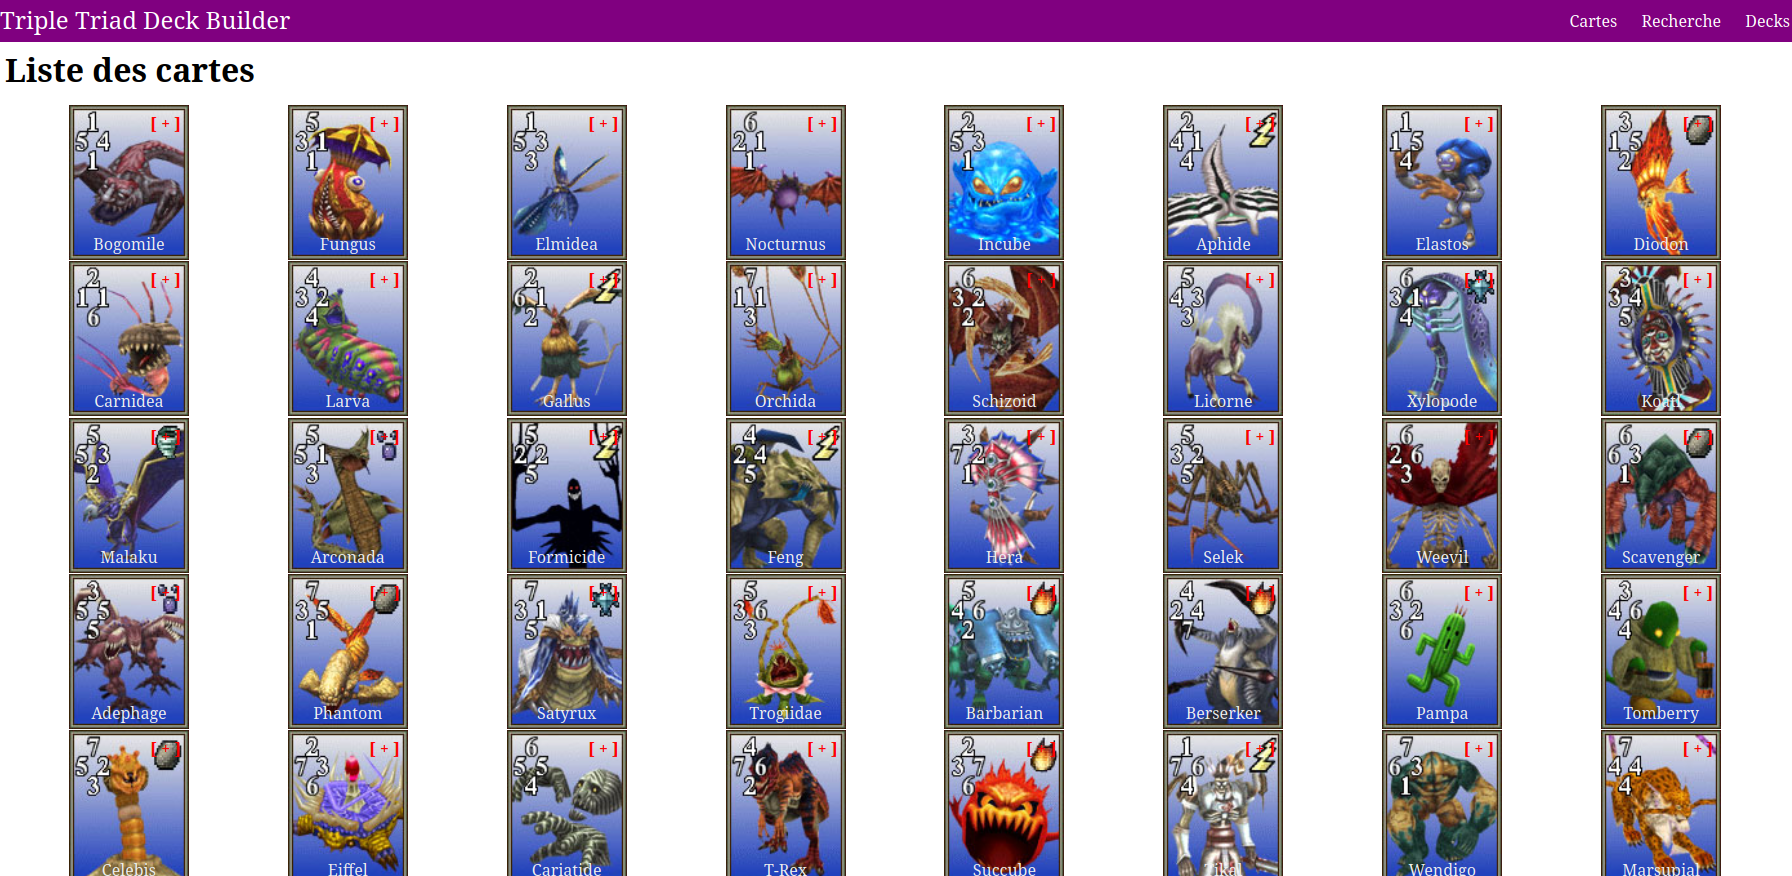 Triple Triad Deck Builder Cartes Recherche Decks
Liste des cartes
1 [ + ] 5 [ + ] 1 [ + ] 6 [ + ] 2 [ + ] 2 [ + ] 1 [ + ] 3 [ + ]
5 4 3 1 5 3 2 1 5 3 4 1 1 5 1 5
1 1 3 1 1 4 4 2
Bogomile Fungus Elmidea Nocturnus Incube Aphide Elastos Diodon
2 [ + ] 4 [ + ] 2 [ + ] 7 [ + ] 6 [ + ] 5 [ + ] 6 [ + ] 3 [ + ]
1 1 3 2 6 1 1 1 3 2 4 3 3 1 3 4
6 4 2 3 2 3 4 5
Carnidea Larva Gallus Orchida Schizoid Licorne Xylopode Koatl
5 [ + ] 5 [ + ] 5 [ + ] 4 [ + ] 3 [ + ] 5 [ + ] 6 [ + ] 6 [ + ]
5 3 5 1 2 2 2 4 7 2 3 2 2 6 6 3
2 3 5 5 1 5 3 1
Malaku Arconada Formicide Feng Hera Selek Weevil Scavenger
3 [ + ] 7 [ + ] 7 [ + ] 5 [ + ] 5 [ + ] 4 [ + ] 6 [ + ] 3 [ + ]
5 5 3 5 3 1 3 6 4 6 2 4 3 2 4 6
5 1 5 3 2 7 6 4
Adephage Phantom Satyrux Trogiidae Barbarian Berserker Pampa Tomberry
7 [ + ] 2 [ + ] 6 [ + ] 4 [ + ] 2 [ + ] 1 [ + ] 7 [ + ] 7 [ + ]
5 2 7 3 5 5 7 6 3 7 7 6 6 3 4 4
3 6 4 2 6 4 1 4
Celebis Eiffel Cariatide T-Rex Succube Zikal Wendigo Marsupial